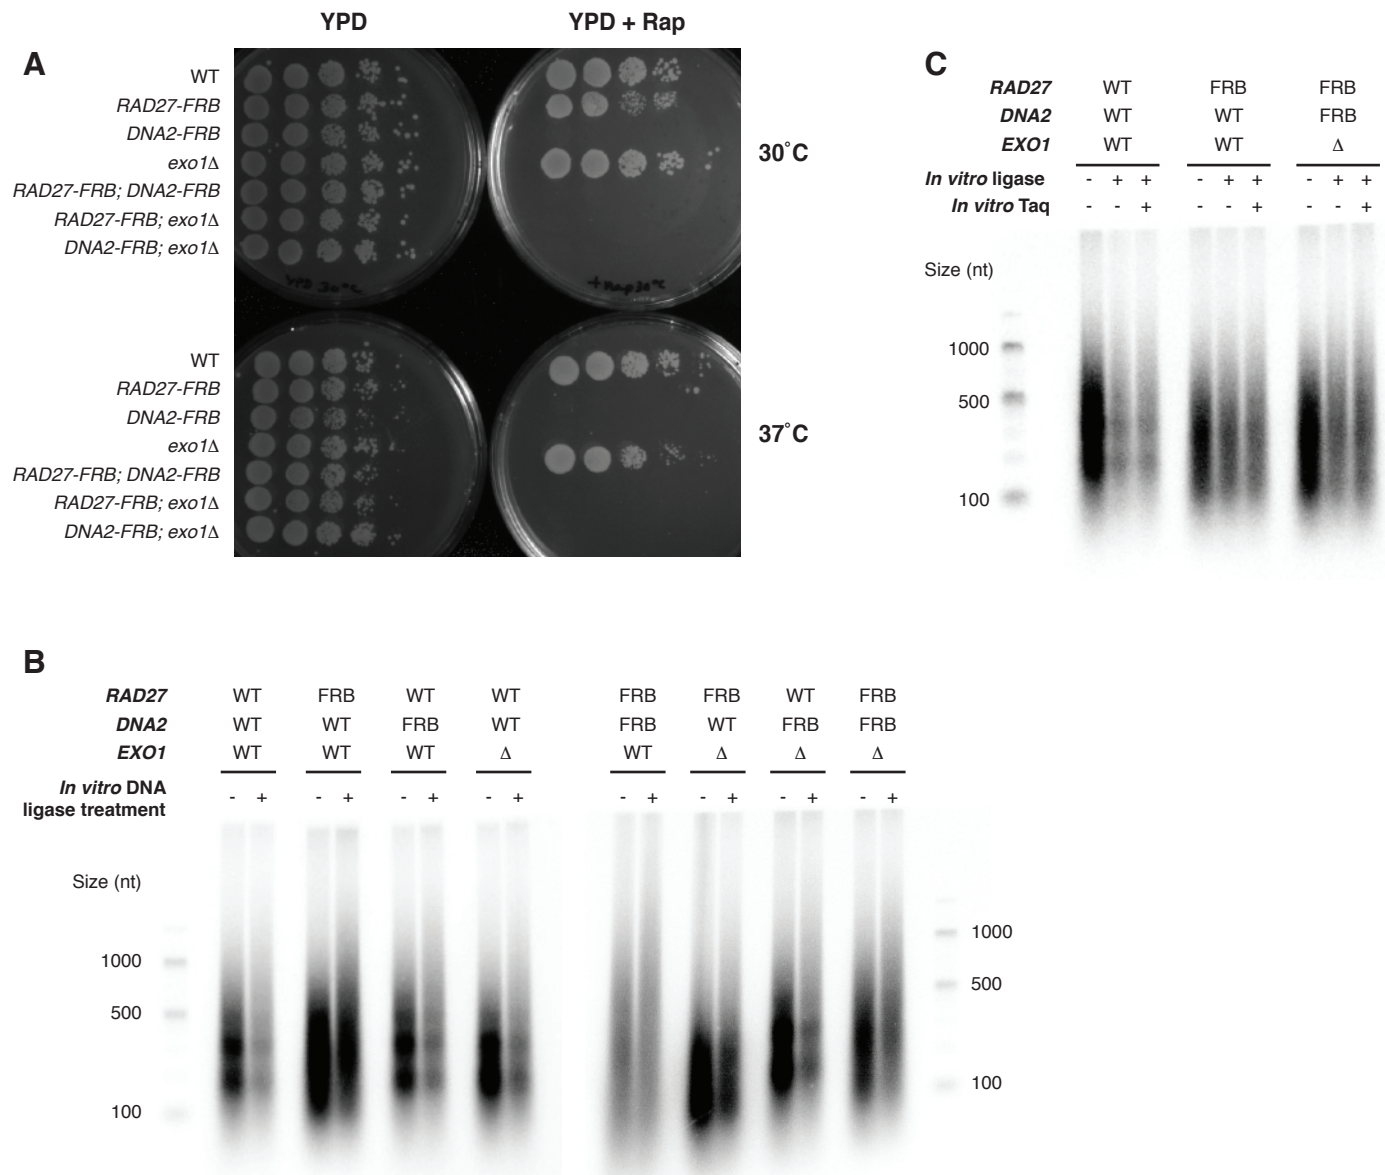 YPD YPD + Rap
A
WT
RAD27-FRB
DNA2-FRB
exo1Δ
RAD27-FRB; DNA2-FRB
RAD27-FRB; exo1Δ
DNA2-FRB; exo1Δ
30˚C
YPD 30°C
+ Rap 30°C
WT
RAD27-FRB
DNA2-FRB
exo1Δ
RAD27-FRB; DNA2-FRB
RAD27-FRB; exo1Δ
DNA2-FRB; exo1Δ
37˚C
B
RAD27 WT FRB WT WT FRB FRB WT FRB
DNA2 WT WT FRB WT FRB WT FRB FRB
EXO1 WT WT WT Δ WT Δ Δ Δ
In vitro DNA
ligase treatment - + - + - + - + - + - + - + - +
Size (nt)
1000
500
100
1000
500
100
C
RAD27 WT FRB FRB
DNA2 WT WT FRB
EXO1 WT WT Δ
In vitro ligase - + + - + + - + +
In vitro Taq - - + - - + - - +
Size (nt)
1000
500
100